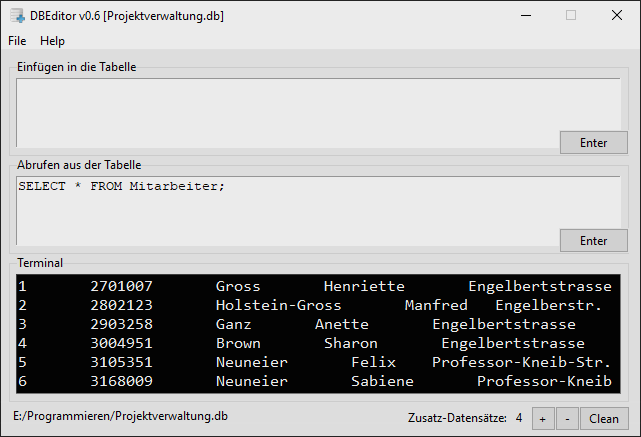 DBEditor v0.6 [Projektverwaltung.db]
File Help
Einfügen in die Tabelle
Enter
Abrufen aus der Tabelle
SELECT * FROM Mitarbeiter;
Enter
Terminal
1 2701007 Gross Henriette Engelbertstrasse
2 2802123 Holstein-Gross Manfred Engelberstr.
3 2903258 Ganz Anette Engelbertstrasse
4 3004951 Brown Sharon Engelbertstrasse
5 3105351 Neuneier Felix Professor-Kneib-Str.
6 3168009 Neuneier Sabiene Professor-Kneib
E:/Programmieren/Projektverwaltung.db Zusatz-Datensätze: 4 + - Clean